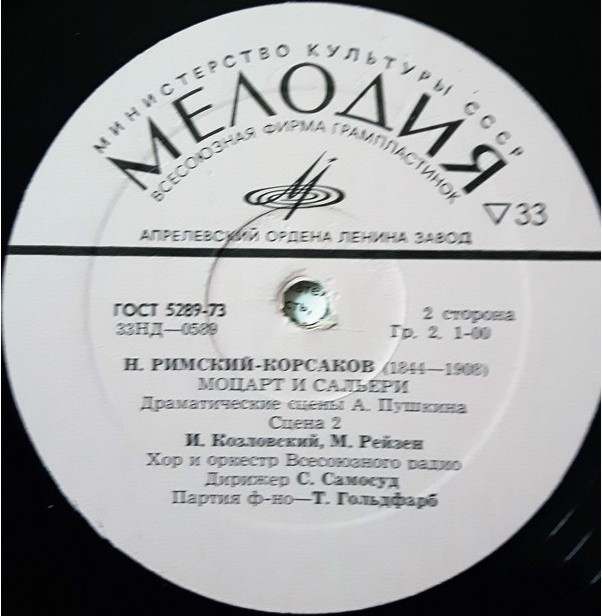 МИНИСТЕРСТВО КУЛЬТУРЫ СССР
МЕЛОДИЯ
ВСЕСОЮЗНАЯ ФИРМА ГРАМПЛАСТИНОК
▽33
АПРЕЛЕВСКИЙ ОРДЕНА ЛЕНИНА ЗАВОД
ГОСТ 5289-73
2 сторона
33НД—0589
Гр. 2. 1-00
Н. РИМСКИЙ-КОРСАКОВ (1844—1908)
МОЦАРТ И САЛЬЕРИ
Драматические сцены А. Пушкина
Сцена 2
И. Козловский, М. Рейзен
Хор и оркестр Всесоюзного радио
Дирижер С. Самосуд
Партия ф-но—Т. Гольдфарб